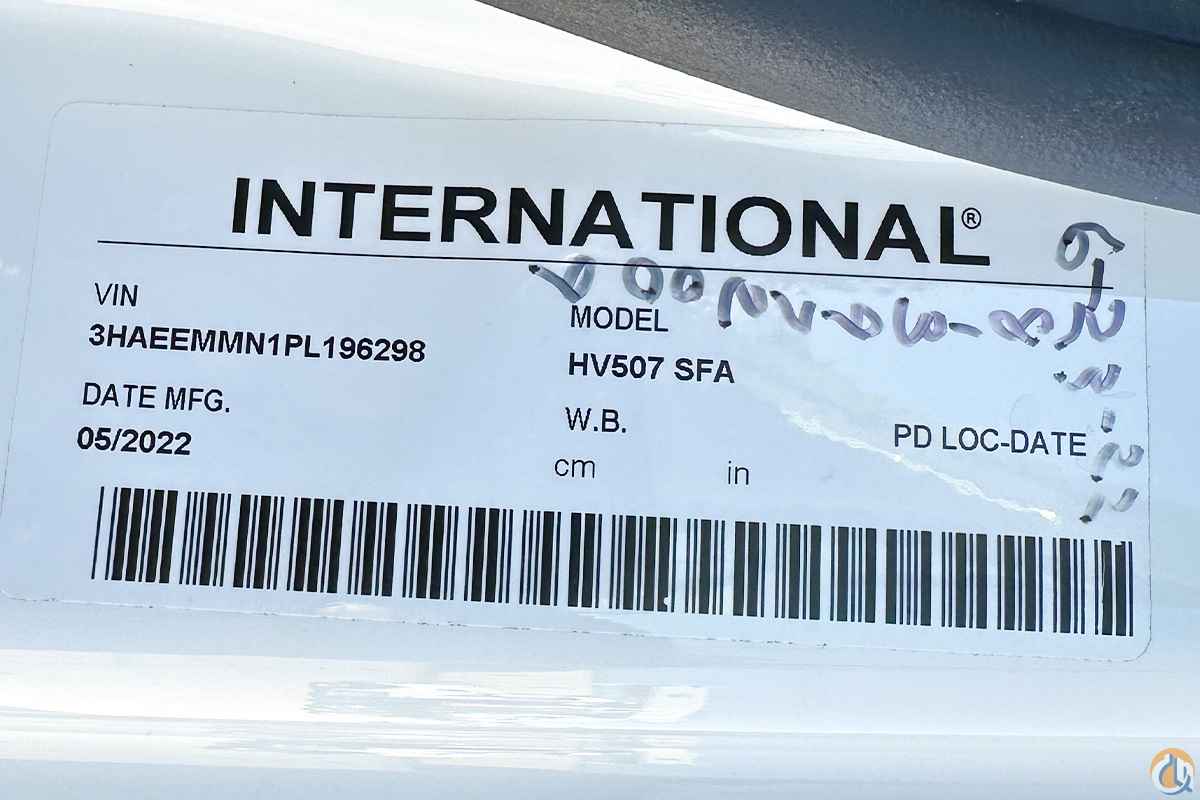 INTERNATIONAL®
VIN
3HAEEMMN1PL196298
DATE MFG.
05/2022
MODEL
HV507 SFA
W.B.
cm in
PD LOC-DATE